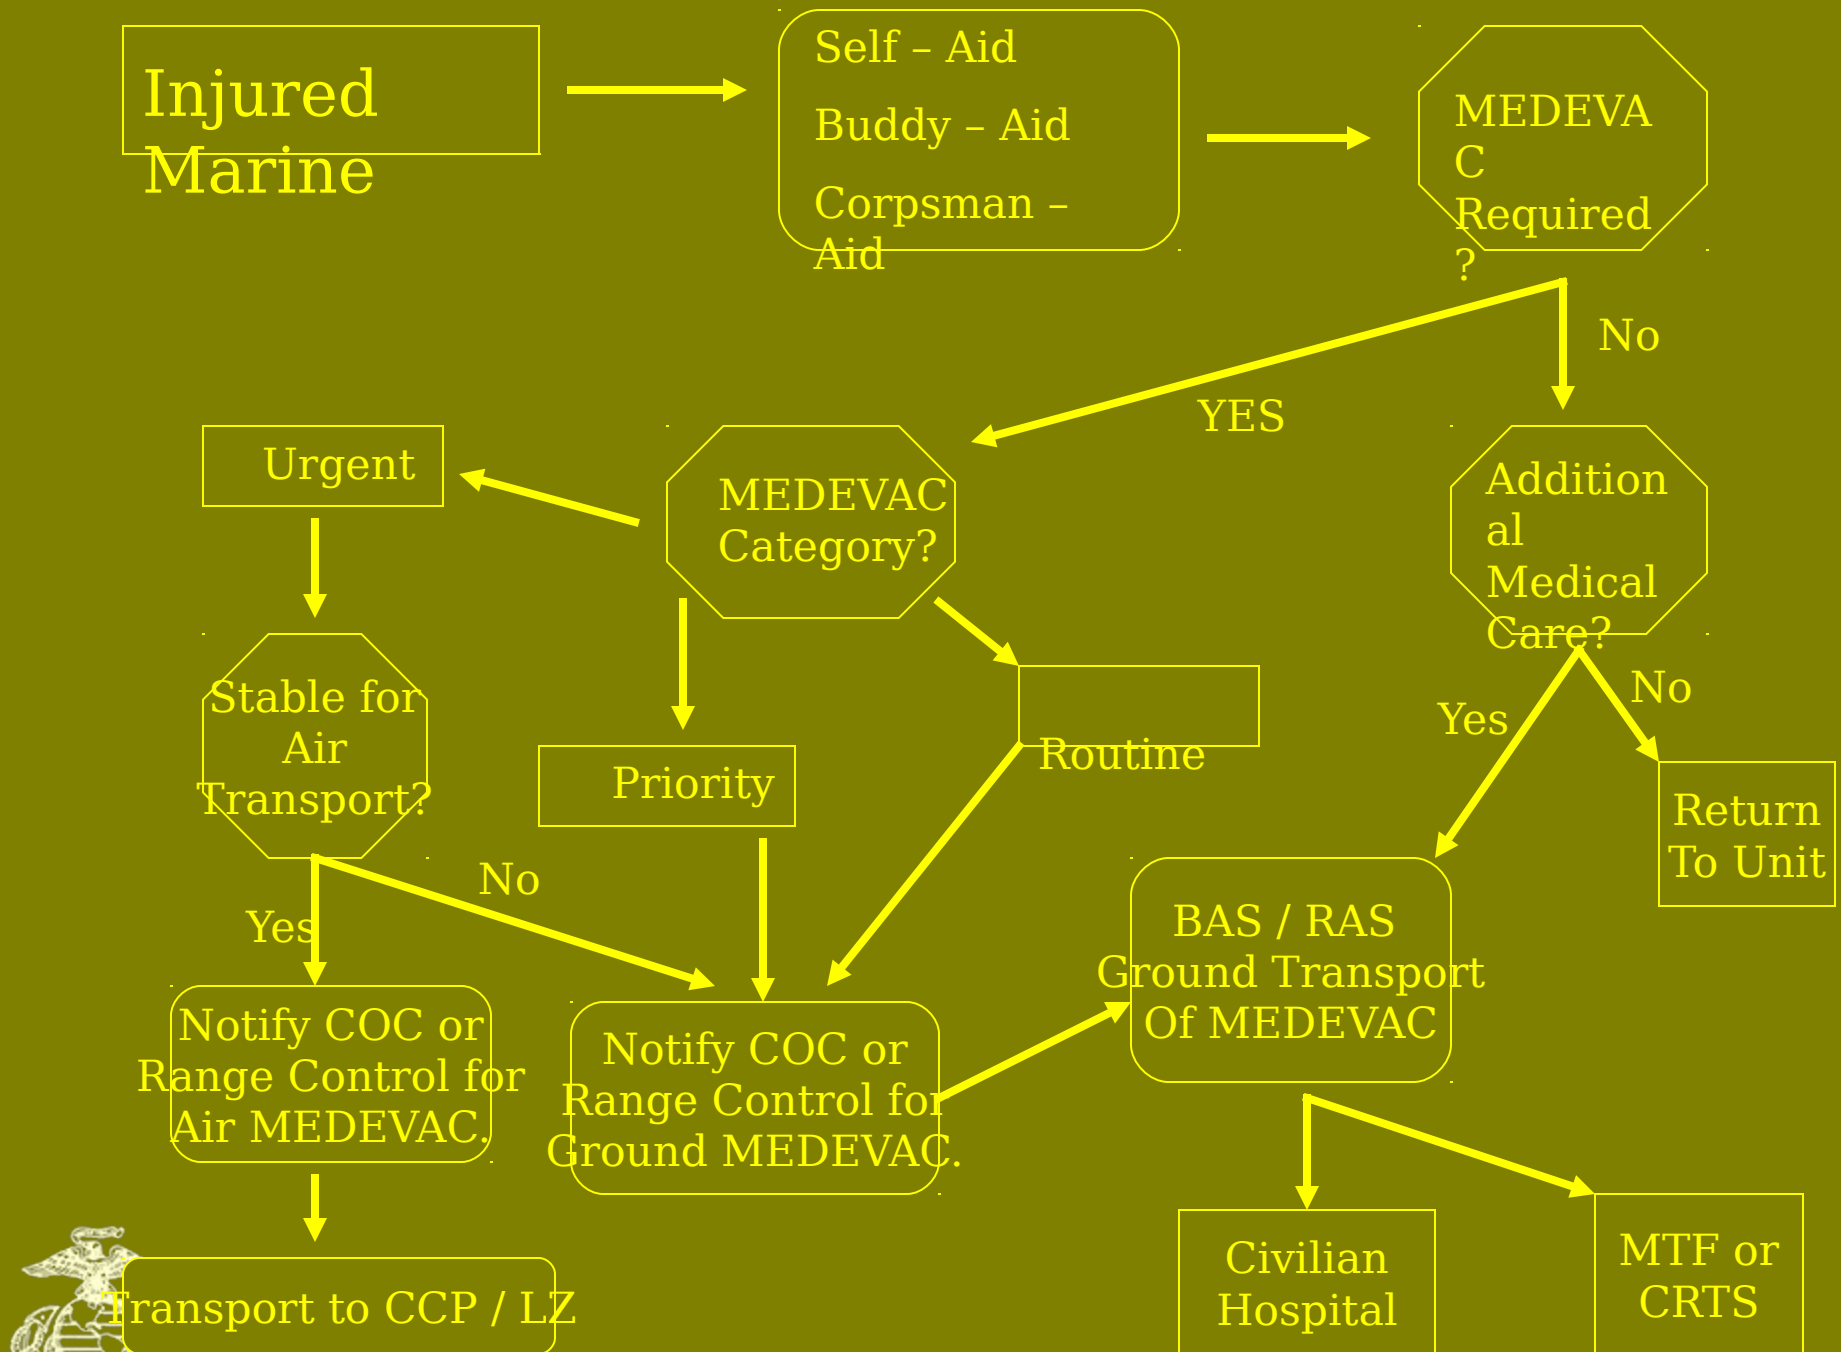 Injured
Marine
Self – Aid
Buddy – Aid
Corpsman –
Aid
MEDEVA
C
Required
?
No
YES
Urgent
MEDEVAC
Category?
Addition
al
Medical
Care?
Stable for
Air
Transport?
Priority
Routine
Yes
No
Return
To Unit
No
Yes
BAS / RAS
Ground Transport
Of MEDEVAC
Notify COC or
Range Control for
Air MEDEVAC.
Notify COC or
Range Control for
Ground MEDEVAC.
Transport to CCP / LZ
Civilian
Hospital
MTF or
CRTS